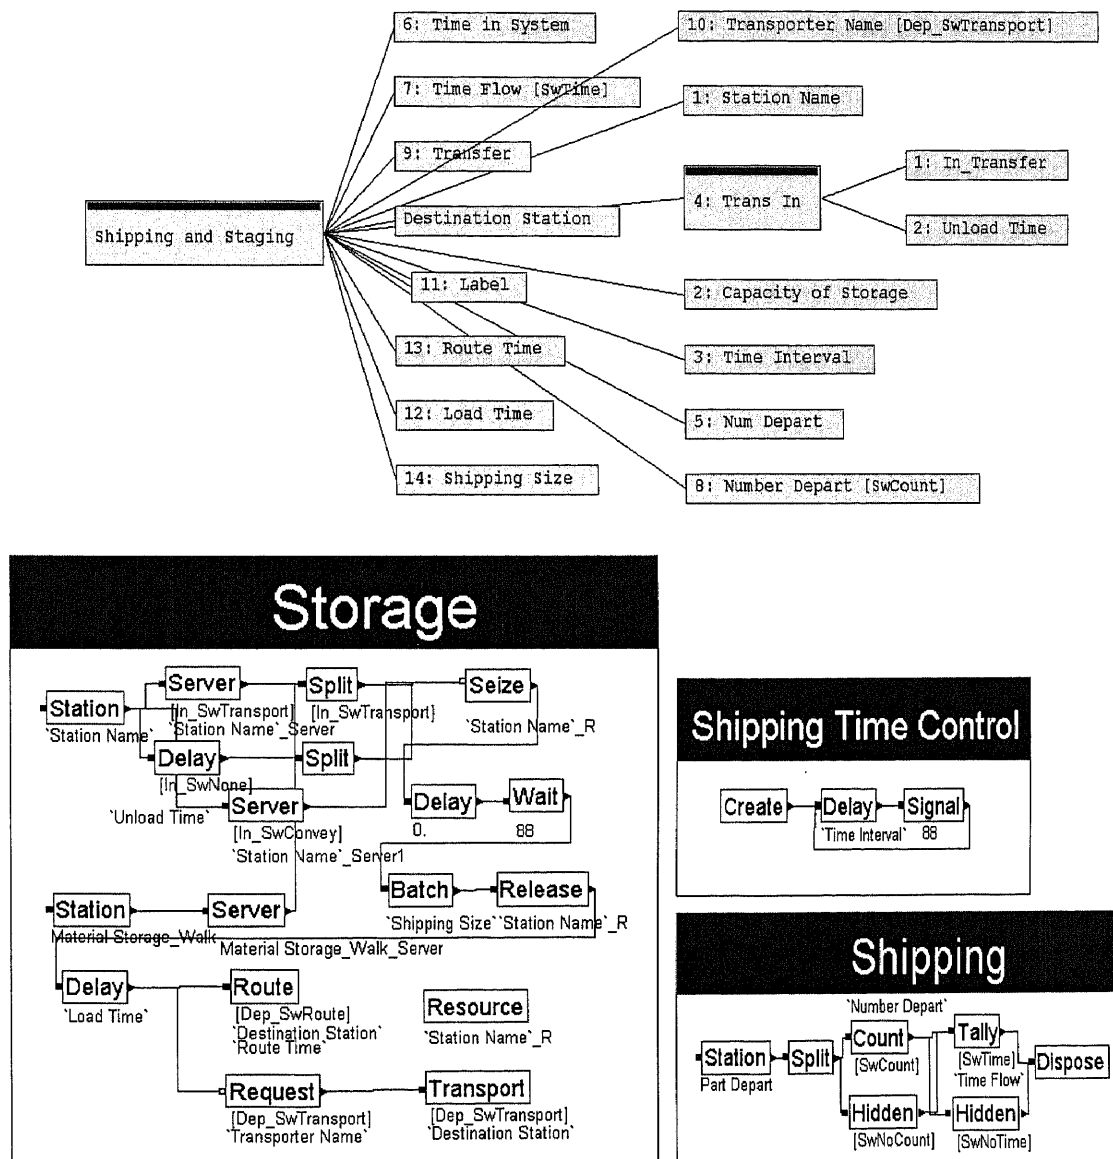 6: Time in System
10: Transporter Name [Dep_SwTransport]
7: Time Flow [SwTime]
1: Station Name
9: Transfer
1: In_Transfer
4: Trans In
Shipping and Staging
Destination Station
2: Unload Time
11: Label
2: Capacity of Storage
13: Route Time
3: Time Interval
12: Load Time
5: Num Depart
14: Shipping Size
8: Number Depart [SwCount]
Storage
Server
Split
Seize
Station
[In_SwTransport]
[In_SwTransport]
`Station Name`
`Station Name`_Server
`Station Name`_R
Delay
Split
[In_SwNone]
`Unload Time`
Server
Delay
Wait
[In_SwConvey]
0.
88
`Station Name`_Server1
Batch
Release
Station
Server
`Shipping Size`
`Station Name`_R
Material Storage_Walk
Material Storage_Walk_Server
Delay
Route
Resource
`Load Time`
[Dep_SwRoute]
`Destination Station`
`Route Time`
`Station Name`_R
Request
Transport
[Dep_SwTransport]
[Dep_SwTransport]
`Transporter Name`
`Destination Station`
Shipping Time Control
Create
Delay
Signal
`Time Interval`
88
Shipping
`Number Depart`
Station
Split
Count
Tally
Dispose
Part Depart
[SwCount]
[SwTime]
`Time Flow`
Hidden
Hidden
[SwNoCount]
[SwNoTime]